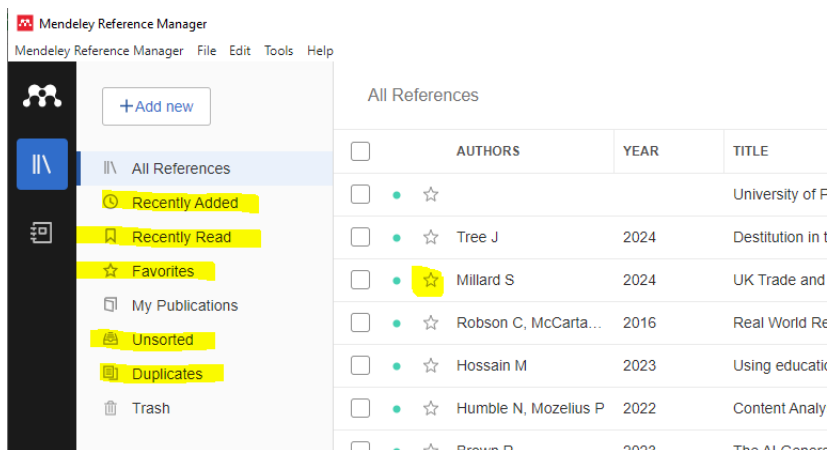 Mendeley Reference Manager
Mendeley Reference Manager File Edit Tools Help
+Add new
All References
Recently Added
Recently Read
Favorites
My Publications
Unsorted
Duplicates
Trash
All References
AUTHORS YEAR TITLE
University of P
Tree J 2024 Destitution in t
Millard S 2024 UK Trade and
Robson C, McCarta... 2016 Real World Re
Hossain M 2023 Using educatio
Humble N, Mozelius P 2022 Content Analy